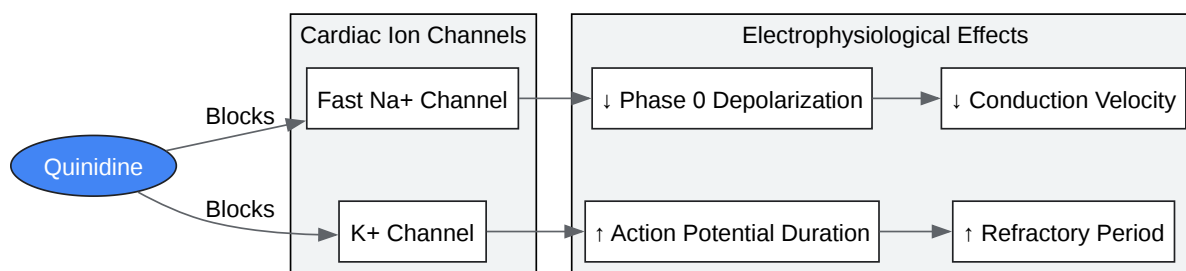 Cardiac Ion Channels
Electrophysiological Effects
Fast Na+ Channel
↓ Phase 0 Depolarization
↓ Conduction Velocity
Blocks
Quinidine
Blocks
K+ Channel
↑ Action Potential Duration
↑ Refractory Period